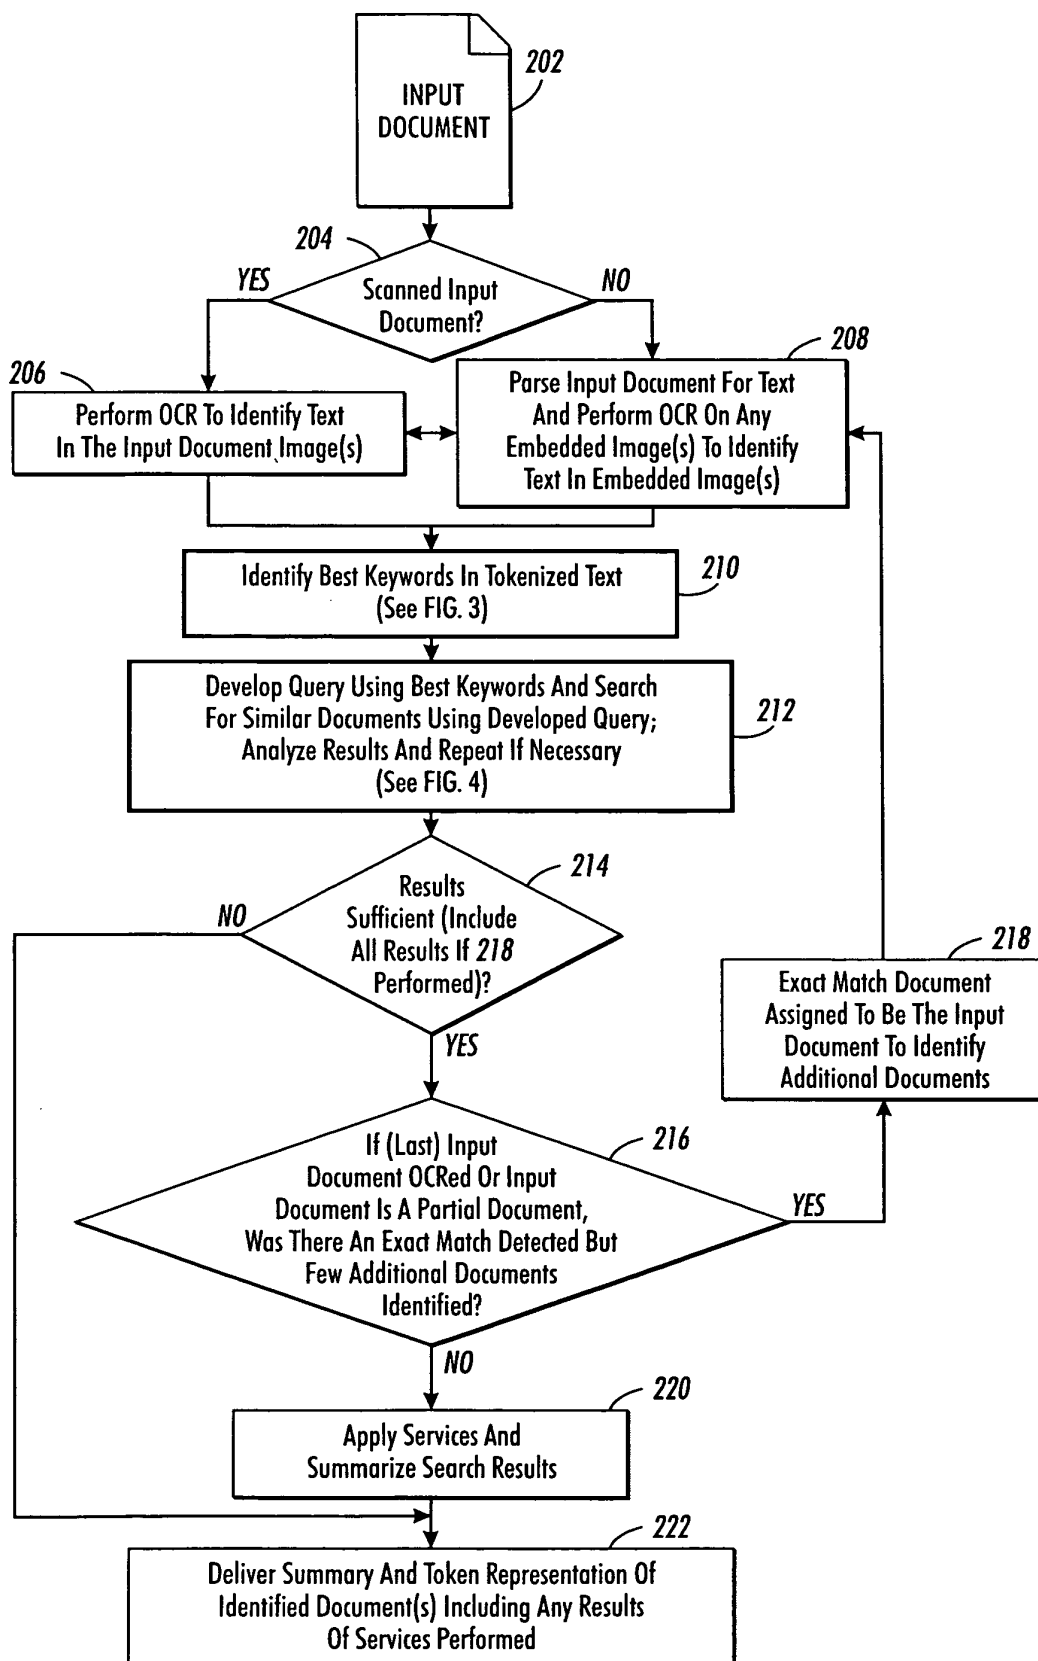 202
INPUT
DOCUMENT
204
YES
NO
Scanned Input
Document?
206
208
Perform OCR To Identify Text
In The Input Document Image(s)
Parse Input Document For Text
And Perform OCR On Any
Embedded Image(s) To Identify
Text In Embedded Image(s)
210
Identify Best Keywords In Tokenized Text
(See FIG. 3)
212
Develop Query Using Best Keywords And Search
For Similar Documents Using Developed Query;
Analyze Results And Repeat If Necessary
(See FIG. 4)
214
NO
Results
Sufficient (Include
All Results If 218
Performed)?
YES
218
Exact Match Document
Assigned To Be The Input
Document To Identify
Additional Documents
216
If (Last) Input
Document OCRed Or Input
Document Is A Partial Document,
Was There An Exact Match Detected But
Few Additional Documents
Identified?
YES
NO
220
Apply Services And
Summarize Search Results
222
Deliver Summary And Token Representation Of
Identified Document(s) Including Any Results
Of Services Performed